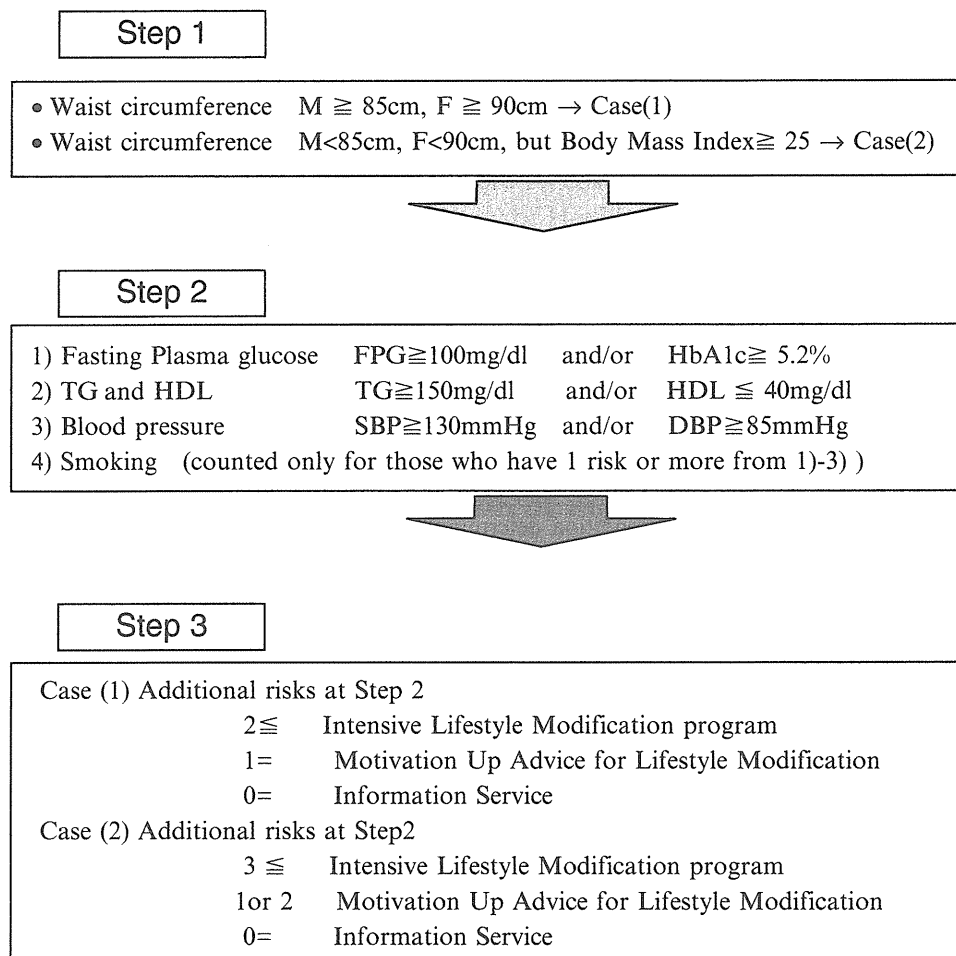 Step 1
• Waist circumference M ≧ 85cm, F ≧ 90cm → Case(1)
• Waist circumference M<85cm, F<90cm, but Body Mass Index≧ 25 → Case(2)
Step 2
1) Fasting Plasma glucose FPG≧100mg/dl and/or HbA1c≧ 5.2%
2) TG and HDL TG≧150mg/dl and/or HDL ≦ 40mg/dl
3) Blood pressure SBP≧130mmHg and/or DBP≧85mmHg
4) Smoking (counted only for those who have 1 risk or more from 1)-3) )
Step 3
Case (1) Additional risks at Step 2
2≦ Intensive Lifestyle Modification program
1= Motivation Up Advice for Lifestyle Modification
0= Information Service
Case (2) Additional risks at Step2
3 ≦ Intensive Lifestyle Modification program
1or 2 Motivation Up Advice for Lifestyle Modification
0= Information Service